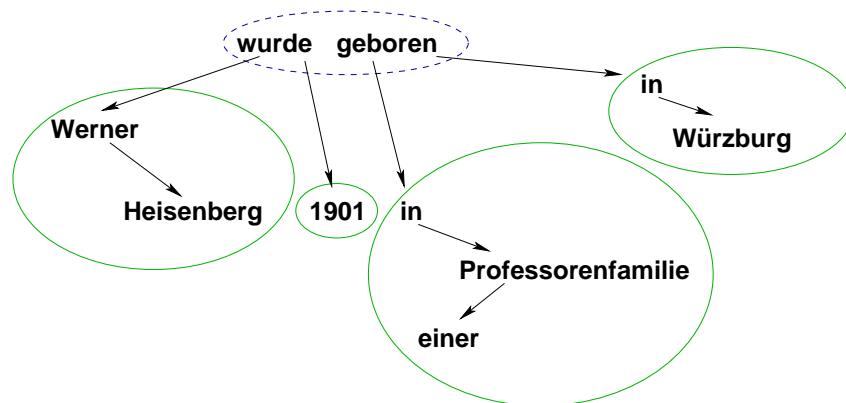 wurde geboren
in
Werner
Würzburg
Heisenberg 1901 in
Professorenfamilie
einer